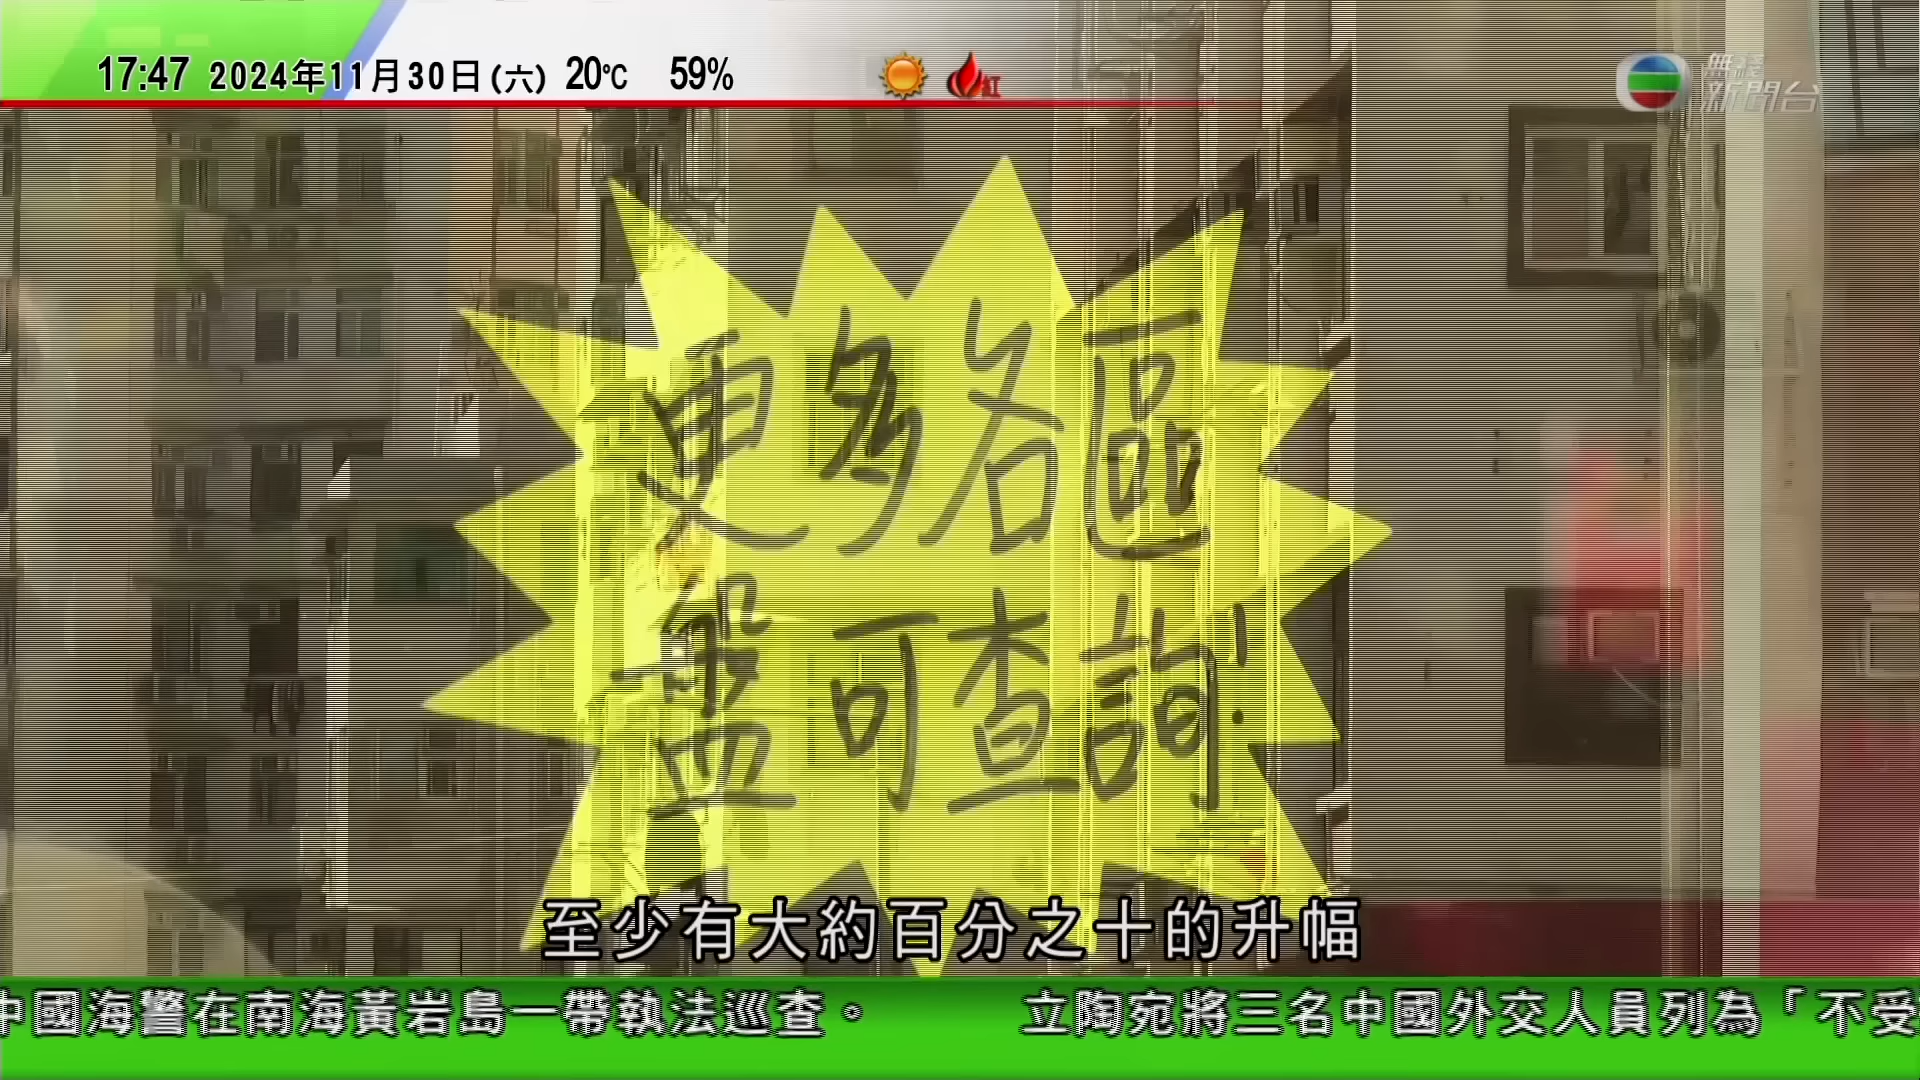 17:47 2024年11月30日(六) 20℃ 59%
紅
無綫
新聞台
更多名區
盤可查詢!
至少有大約百分之十的升幅
中國海警在南海黃岩島一帶執法巡查。 立陶宛將三名中國外交人員列為「不受